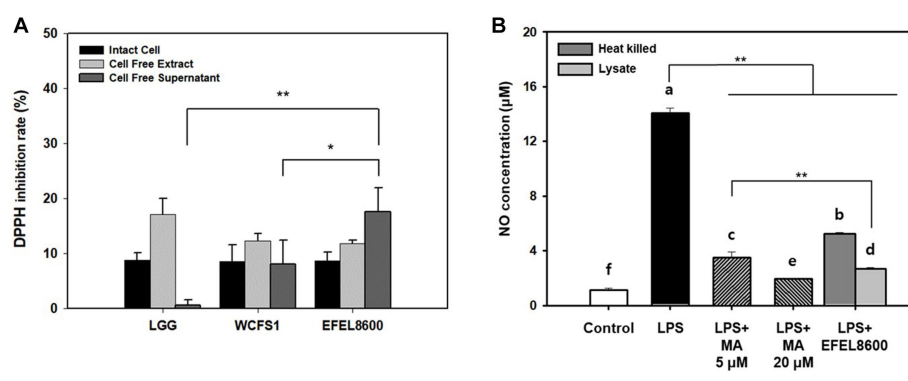 A
DPPH inhibition rate (%)
50
40
30
20
10
0
Intact Cell
Cell Free Extract
Cell Free Supernatant
**
*
LGG
WCFS1
EFEL8600
B
NO concentration (µM)
20
16
12
8
4
0
Heat killed
Lysate
**
a
**
b
c
d
e
f
Control
LPS
LPS+
MA
5 µM
LPS+
MA
20 µM
LPS+
EFEL8600